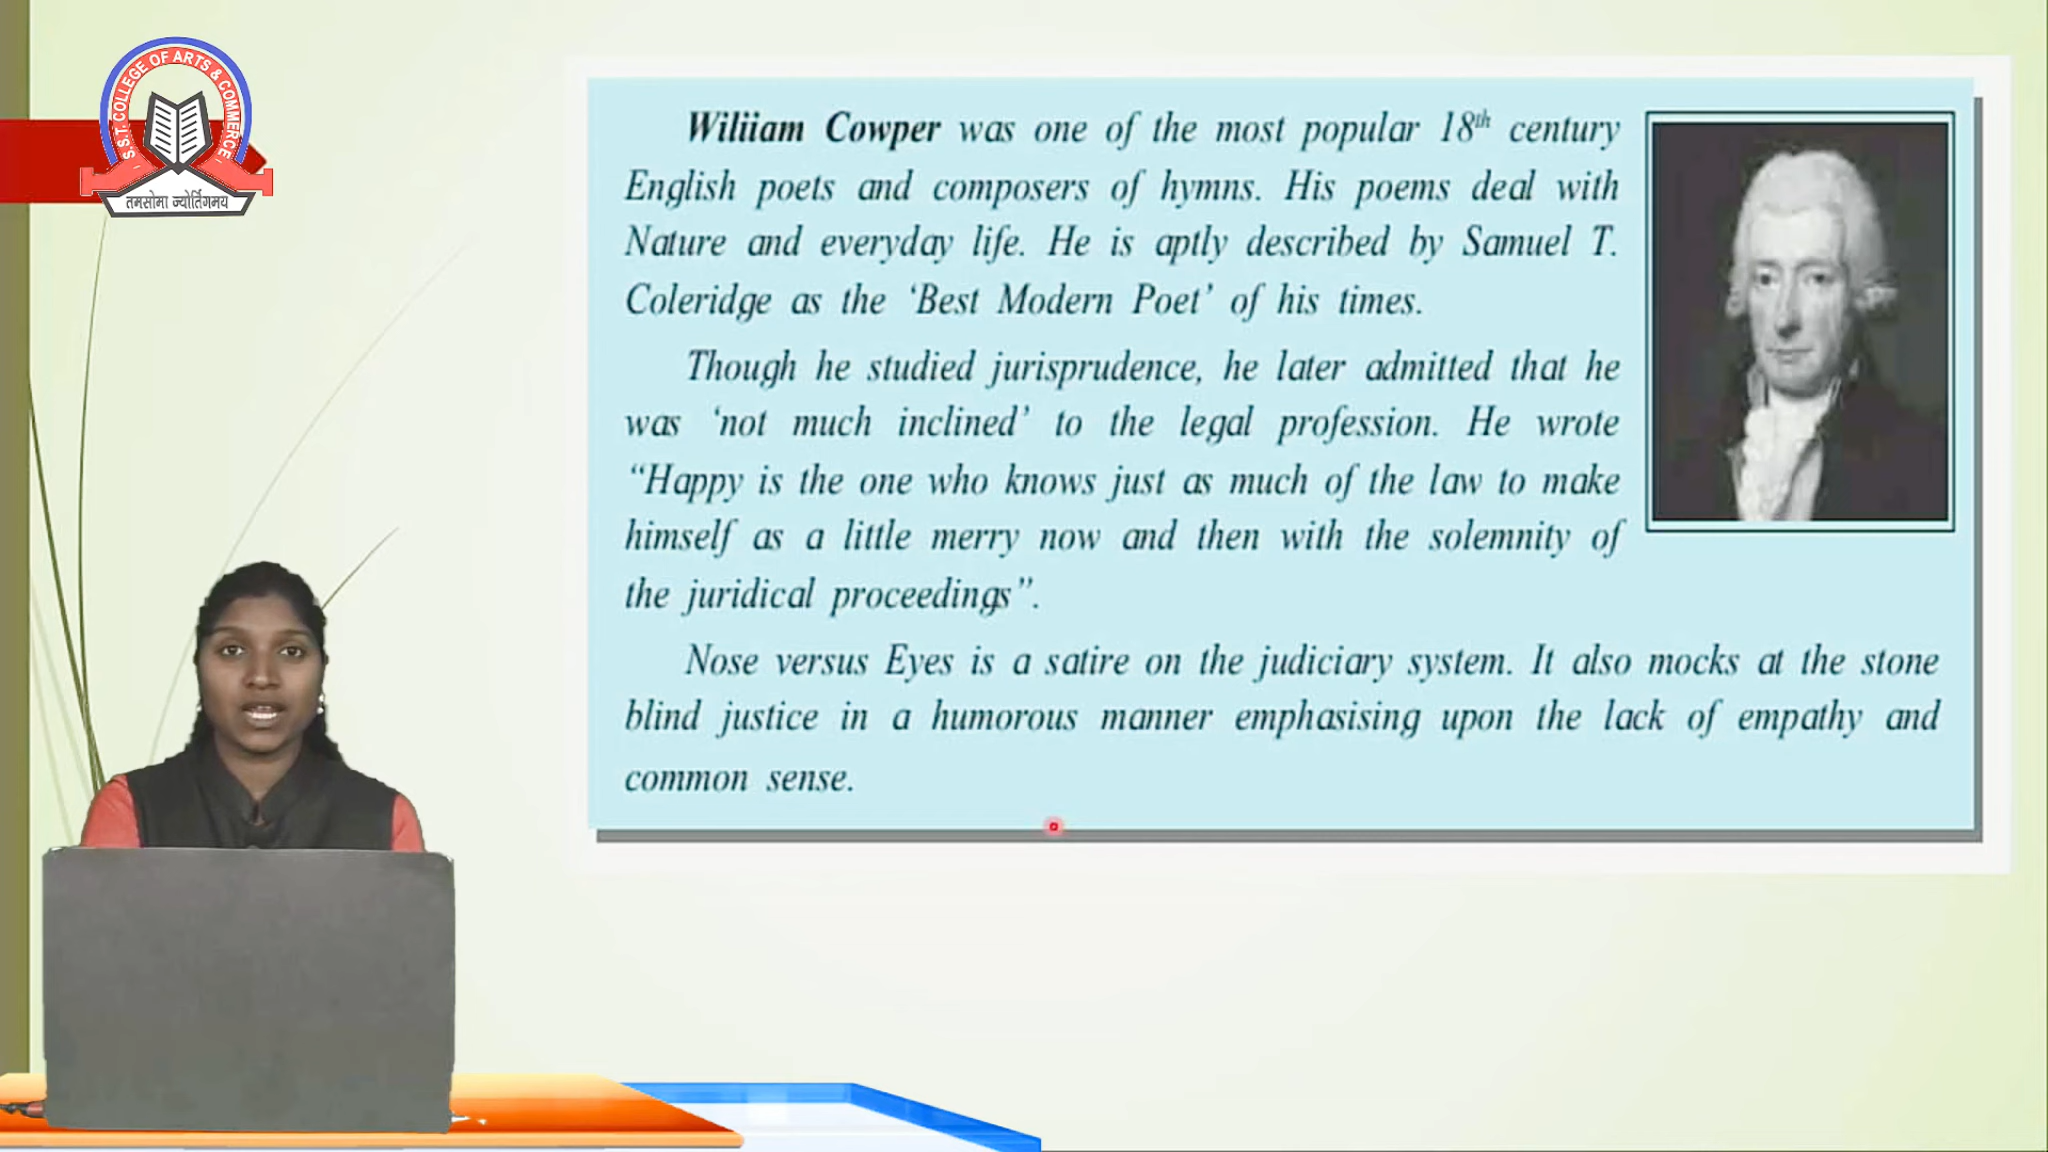 S.S.T. COLLEGE OF ARTS & COMMERCE
तमसोमा ज्योर्तिगमय
Wiliiam Cowper was one of the most popular 18th century
English poets and composers of hymns. His poems deal with
Nature and everyday life. He is aptly described by Samuel T.
Coleridge as the ‘Best Modern Poet’ of his times.
Though he studied jurisprudence, he later admitted that he
was ‘not much inclined’ to the legal profession. He wrote
“Happy is the one who knows just as much of the law to make
himself as a little merry now and then with the solemnity of
the juridical proceedings”.
Nose versus Eyes is a satire on the judiciary system. It also mocks at the stone
blind justice in a humorous manner emphasising upon the lack of empathy and
common sense.